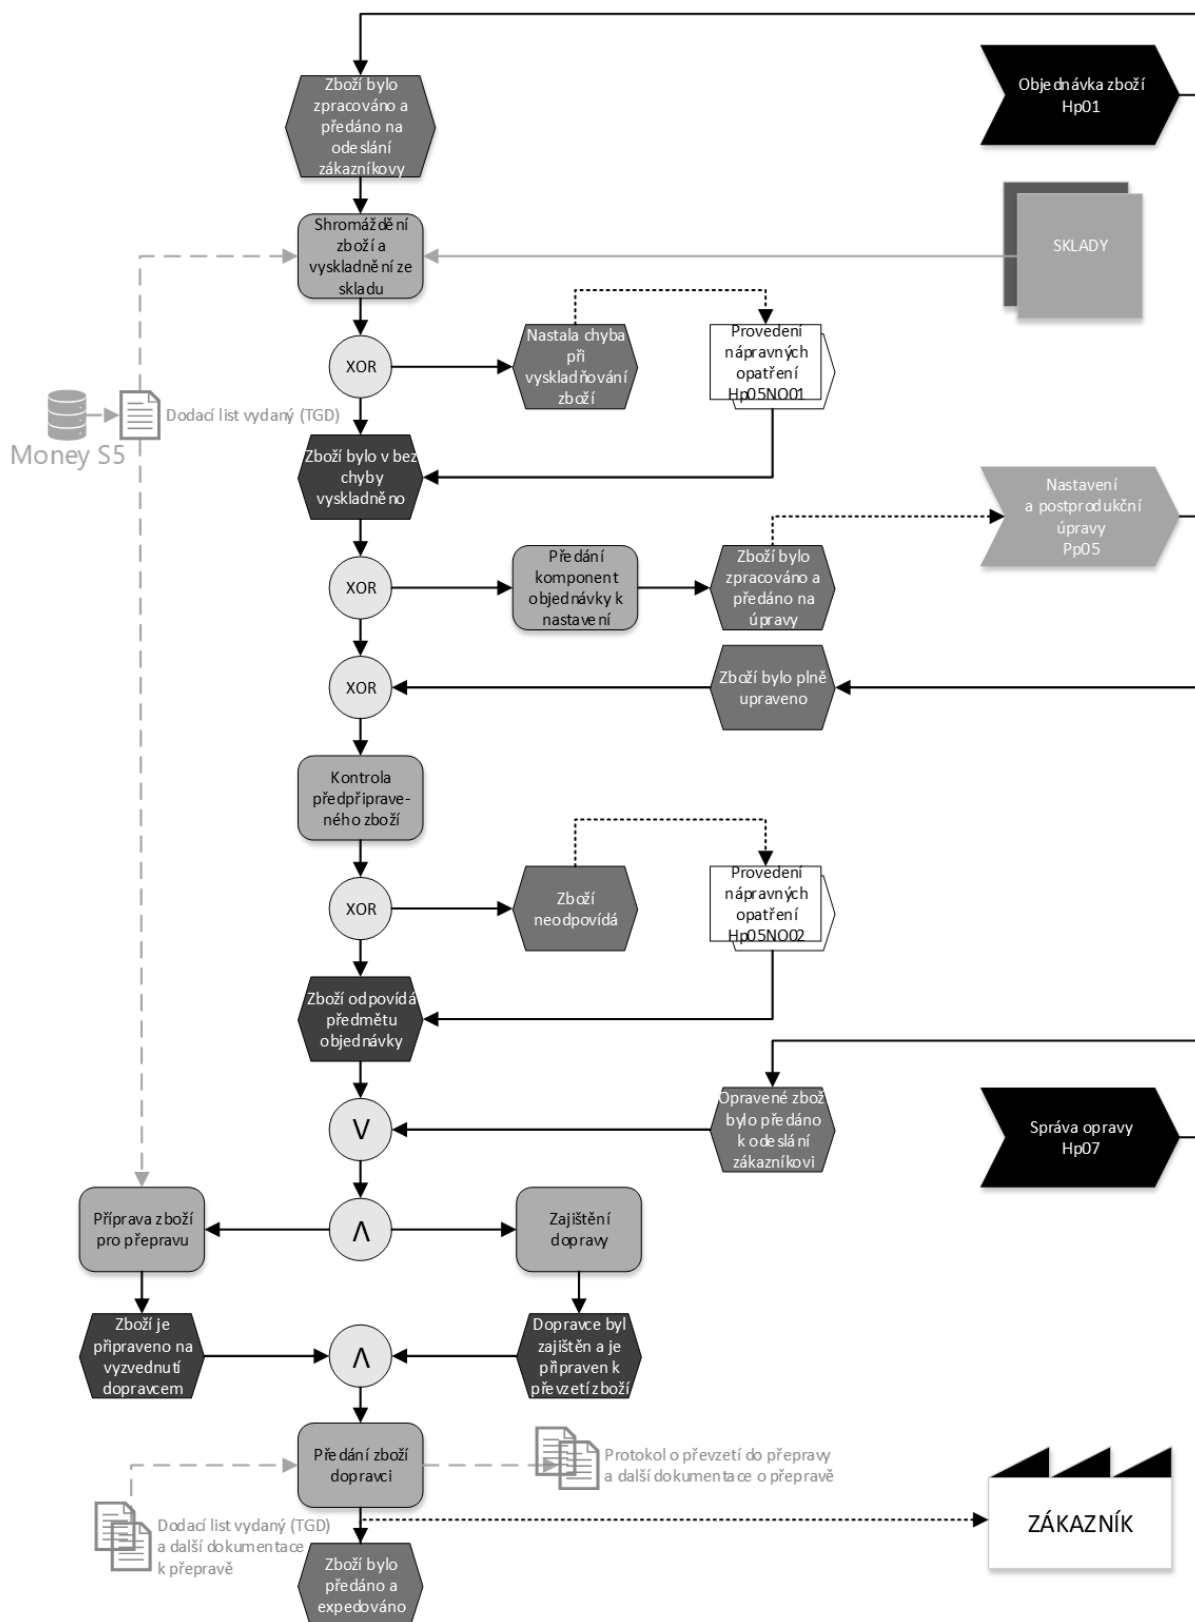 Zboží bylo
zpracováno a
předáno na
odeslání
zákazníkovy
Objednávka zboží
Hp01
Shromáždění
zboží a
vyskladnění ze
skladu
SKLADY
XOR
Nastala chyba
při
vyskladňování
zboží
Provedení
nápravných
opatření
Hp05NO01
Dodací list vydaný (TGD)
Money S5
Zboží bylo v bez
chyby
vyskladněno
Nastavení
a postprodukční
úpravy
Pp05
XOR
Předání
komponent
objednávky k
nastavení
Zboží bylo
zpracováno a
předáno na
úpravy
XOR
Zboží bylo plně
upraveno
Kontrola
předpřiprave-
ného zboží
XOR
Zboží
neodpovídá
Provedení
nápravných
opatření
Hp05NO02
Zboží odpovídá
předmětu
objednávky
V
Opravené zbož
bylo předáno
k odeslání
zákazníkovi
Správa opravy
Hp07
Příprava zboží
pro přepravu
Λ
Zajištění
dopravy
Zboží je
připraveno na
vyzvednutí
dopravcem
Λ
Dopravce byl
zajištěn a je
připraven k
převzetí zboží
Předání zboží
dopravci
Protokol o převzetí do přepravy
a další dokumentace o přepravě
Dodací list vydaný (TGD)
a další dokumentace
k přepravě
ZÁKAZNÍK
Zboží bylo
předáno a
expedováno